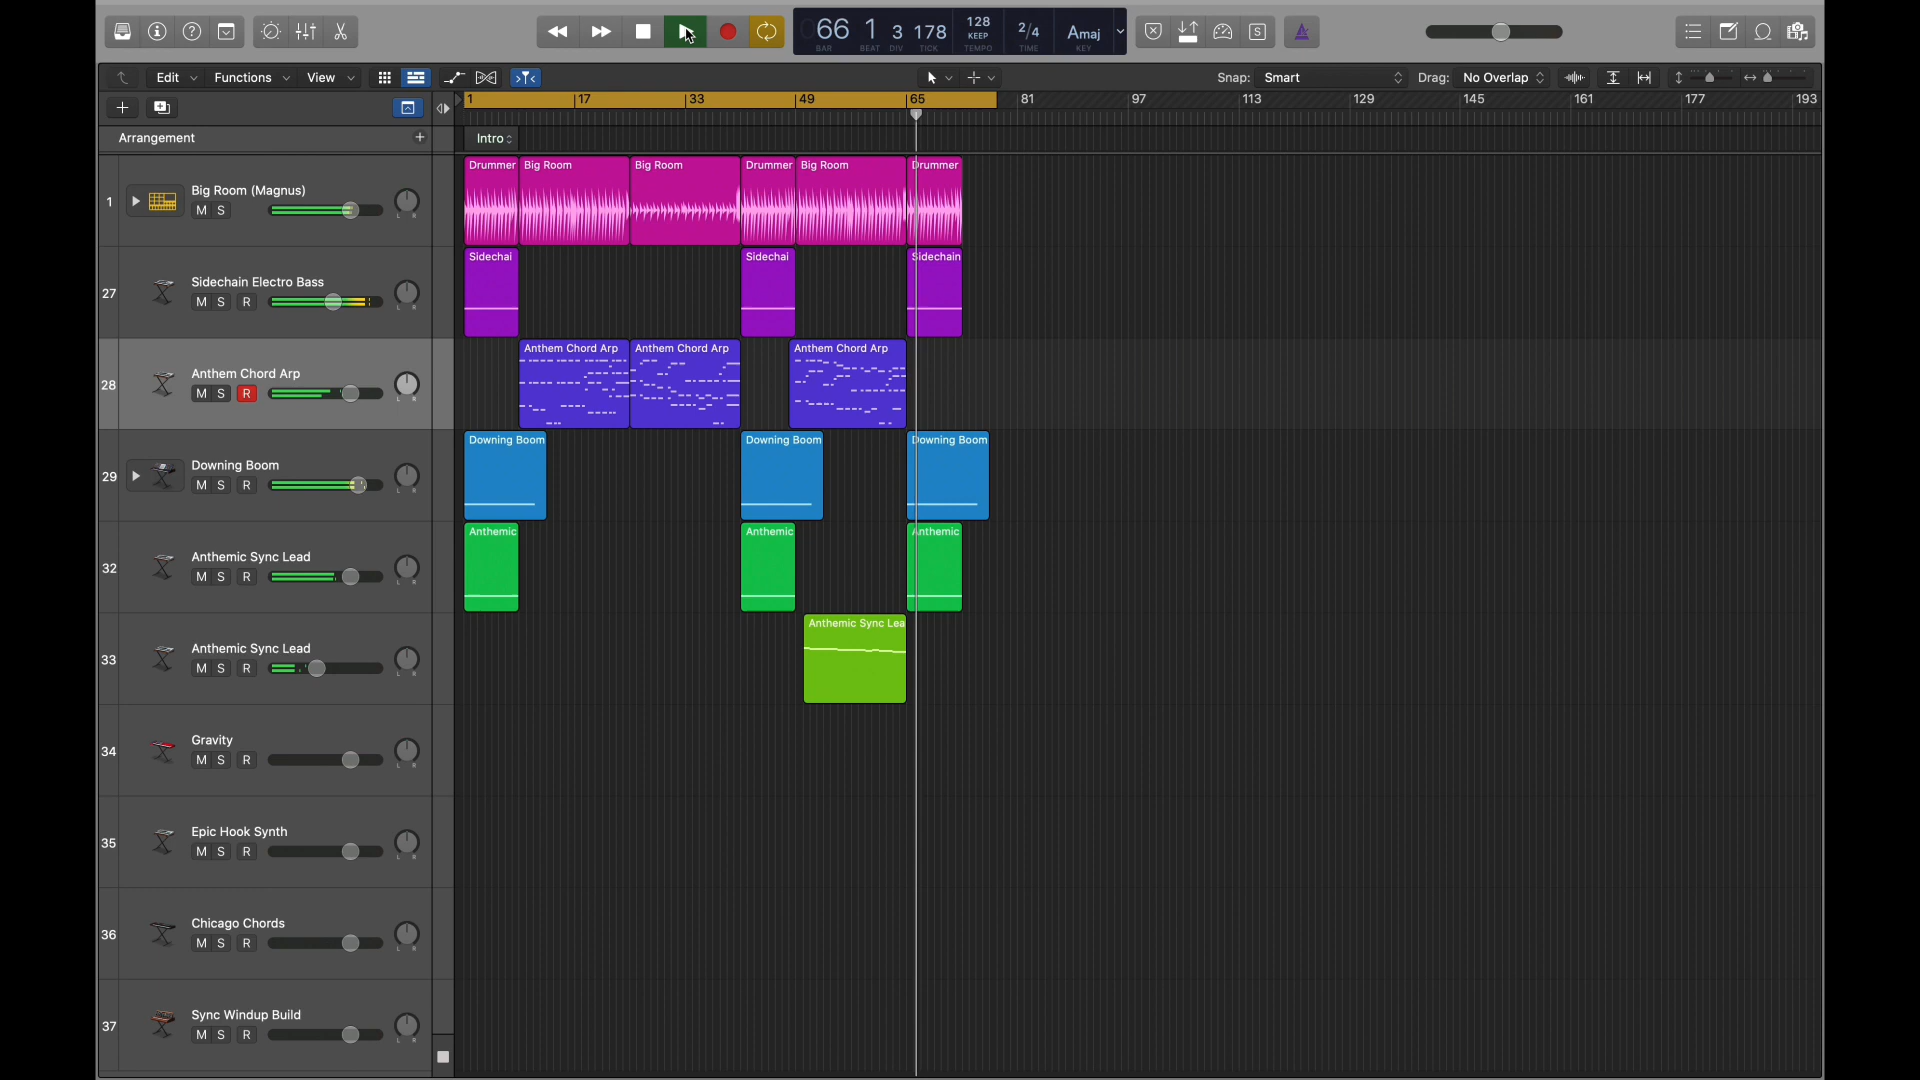 66 1 3 178 128 KEEP 2/4 Amaj
BAR BEAT DIV TICK TEMPO TIME KEY
S
Edit Functions View Snap: Smart Drag: No Overlap
1 17 33 49 65 81 97 113 129 145 161 177 193
Arrangement Intro
Drummer Big Room Big Room Drummer Big Room Drummer
1 Big Room (Magnus)
M S L R
Sidechai Sidechai Sidechain
27 Sidechain Electro Bass
M S R L R
Anthem Chord Arp Anthem Chord Arp Anthem Chord Arp
28 Anthem Chord Arp
M S R L R
Downing Boom Downing Boom Downing Boom
29 Downing Boom
M S R L R
Anthemic Anthemic Anthemic
32 Anthemic Sync Lead
M S R L R
Anthemic Sync Lea
33 Anthemic Sync Lead
M S R L R
34 Gravity
M S R L R
35 Epic Hook Synth
M S R L R
36 Chicago Chords
M S R L R
37 Sync Windup Build
M S R L R